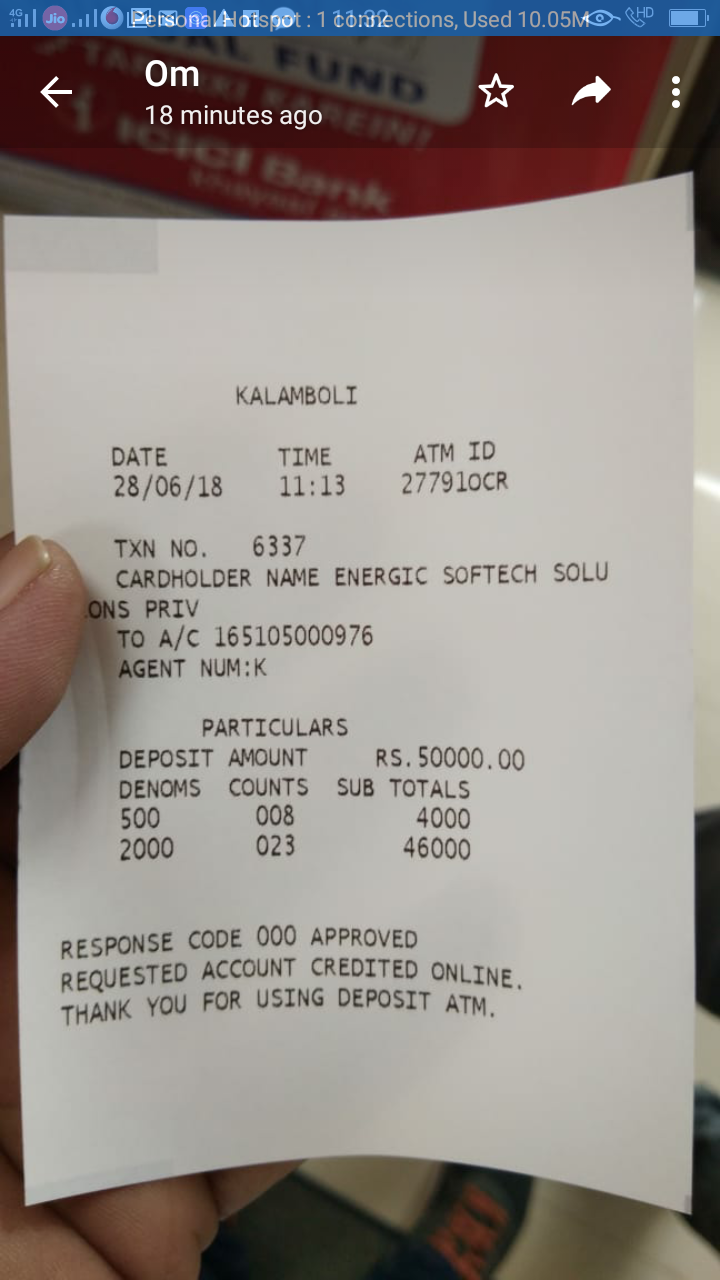 4G Jio Personal Hotspot : 1 connections, Used 10.05M HD
Om
18 minutes ago
FUND
ICICI Bank
KALAMBOLI
DATE TIME ATM ID
28/06/18 11:13 27791OCR
TXN NO. 6337
CARDHOLDER NAME ENERGIC SOFTECH SOLU
ONS PRIV
TO A/C 165105000976
AGENT NUM:K
PARTICULARS
DEPOSIT AMOUNT RS.50000.00
DENOMS COUNTS SUB TOTALS
500 008 4000
2000 023 46000
RESPONSE CODE 000 APPROVED
REQUESTED ACCOUNT CREDITED ONLINE.
THANK YOU FOR USING DEPOSIT ATM.